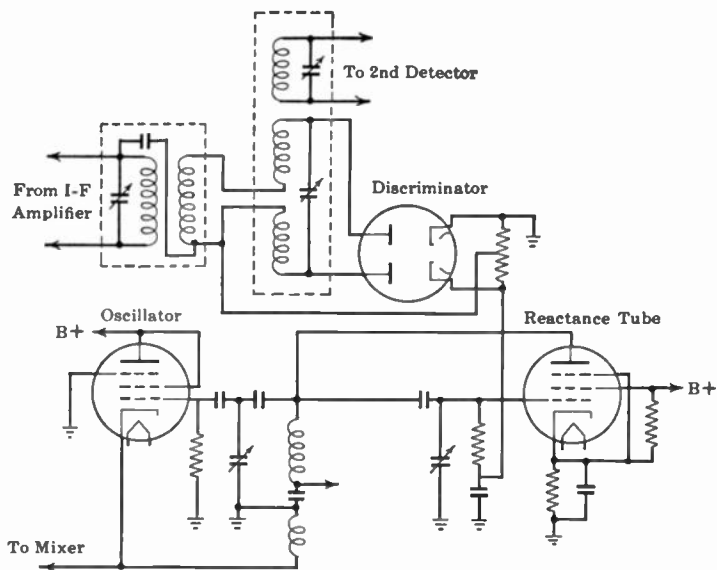 To 2nd Detector
From I-F
Amplifier
Discriminator
Oscillator
B+
Reactance Tube
B+
To Mixer